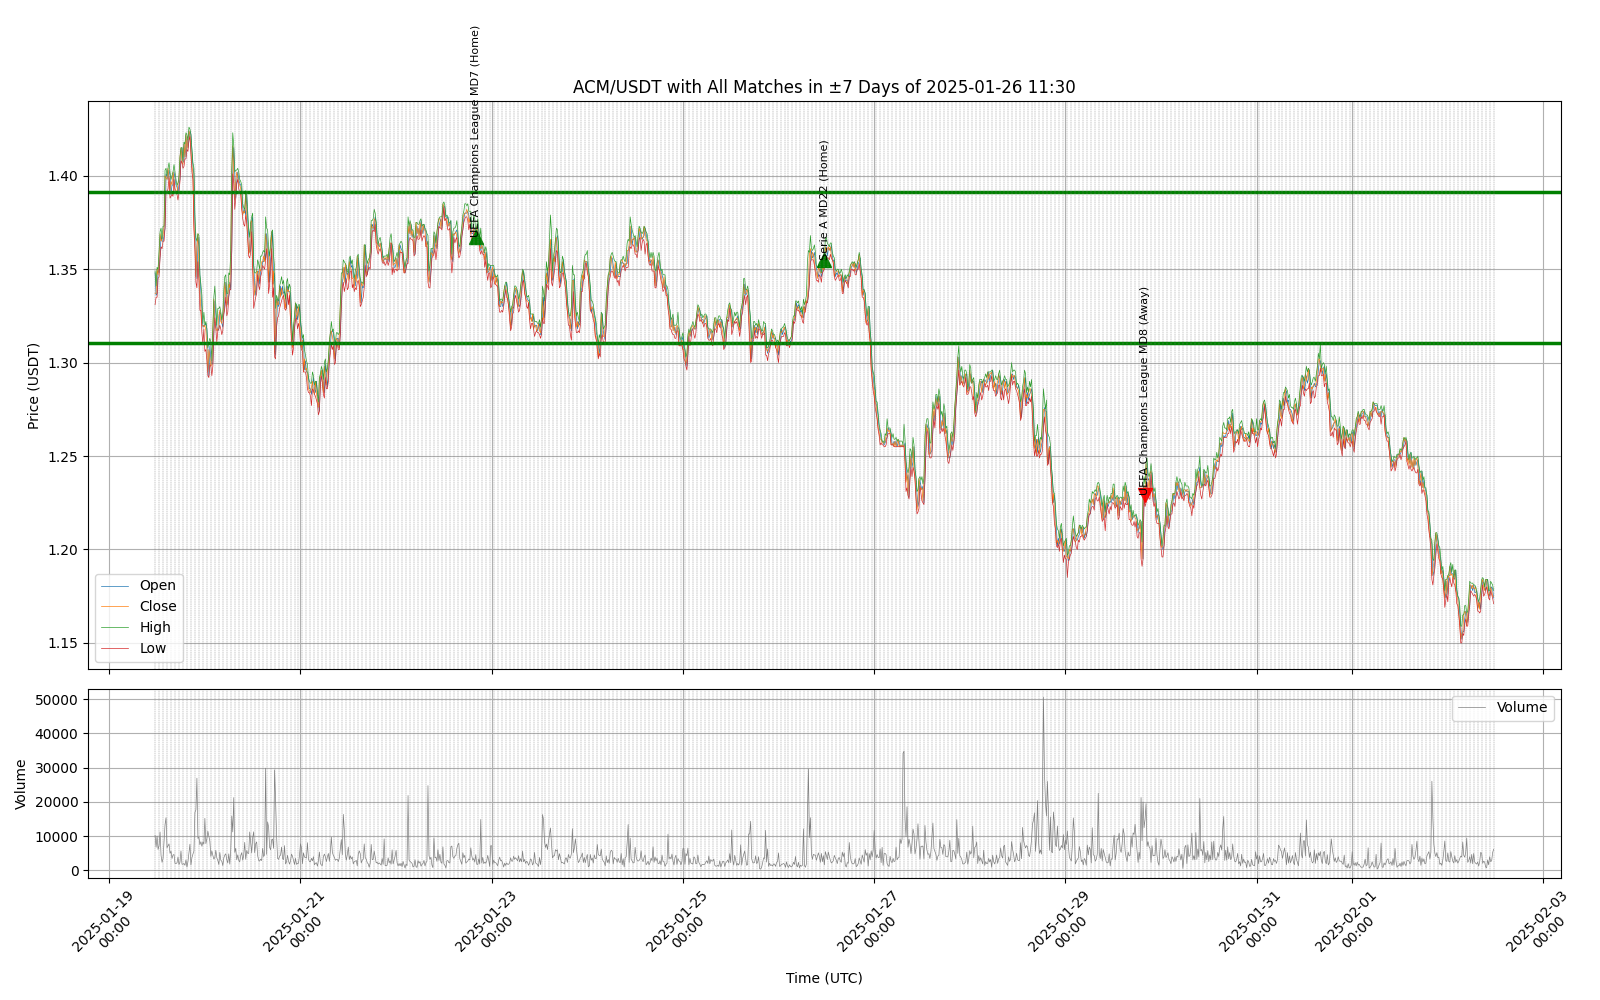 ACM/USDT with All Matches in ±7 Days of 2025-01-26 11:30
UEFA Champions League MD7 (Home)
Serie A MD22 (Home)
UEFA Champions League MD8 (Away)
Price (USDT)
1.40
1.35
1.30
1.25
1.20
1.15
Open
Close
High
Low
Volume
50000
40000
30000
20000
10000
0
Volume
2025-01-19
00:00
2025-01-21
00:00
2025-01-23
00:00
2025-01-25
00:00
2025-01-27
00:00
2025-01-29
00:00
2025-01-31
00:00
2025-02-01
00:00
2025-02-03
00:00
Time (UTC)